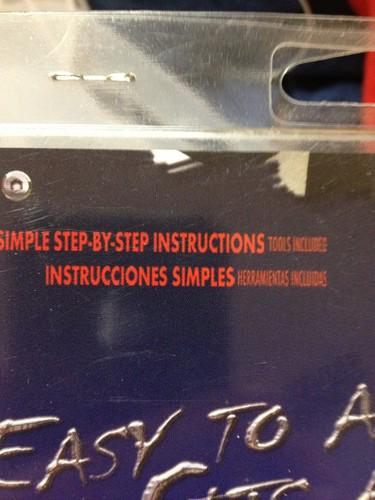 SIMPLE STEP-BY-STEP INSTRUCTIONS TOOLS INCLUDED
INSTRUCCIONES SIMPLES HERRAMIENTAS INCLUIDAS
EASY TO A